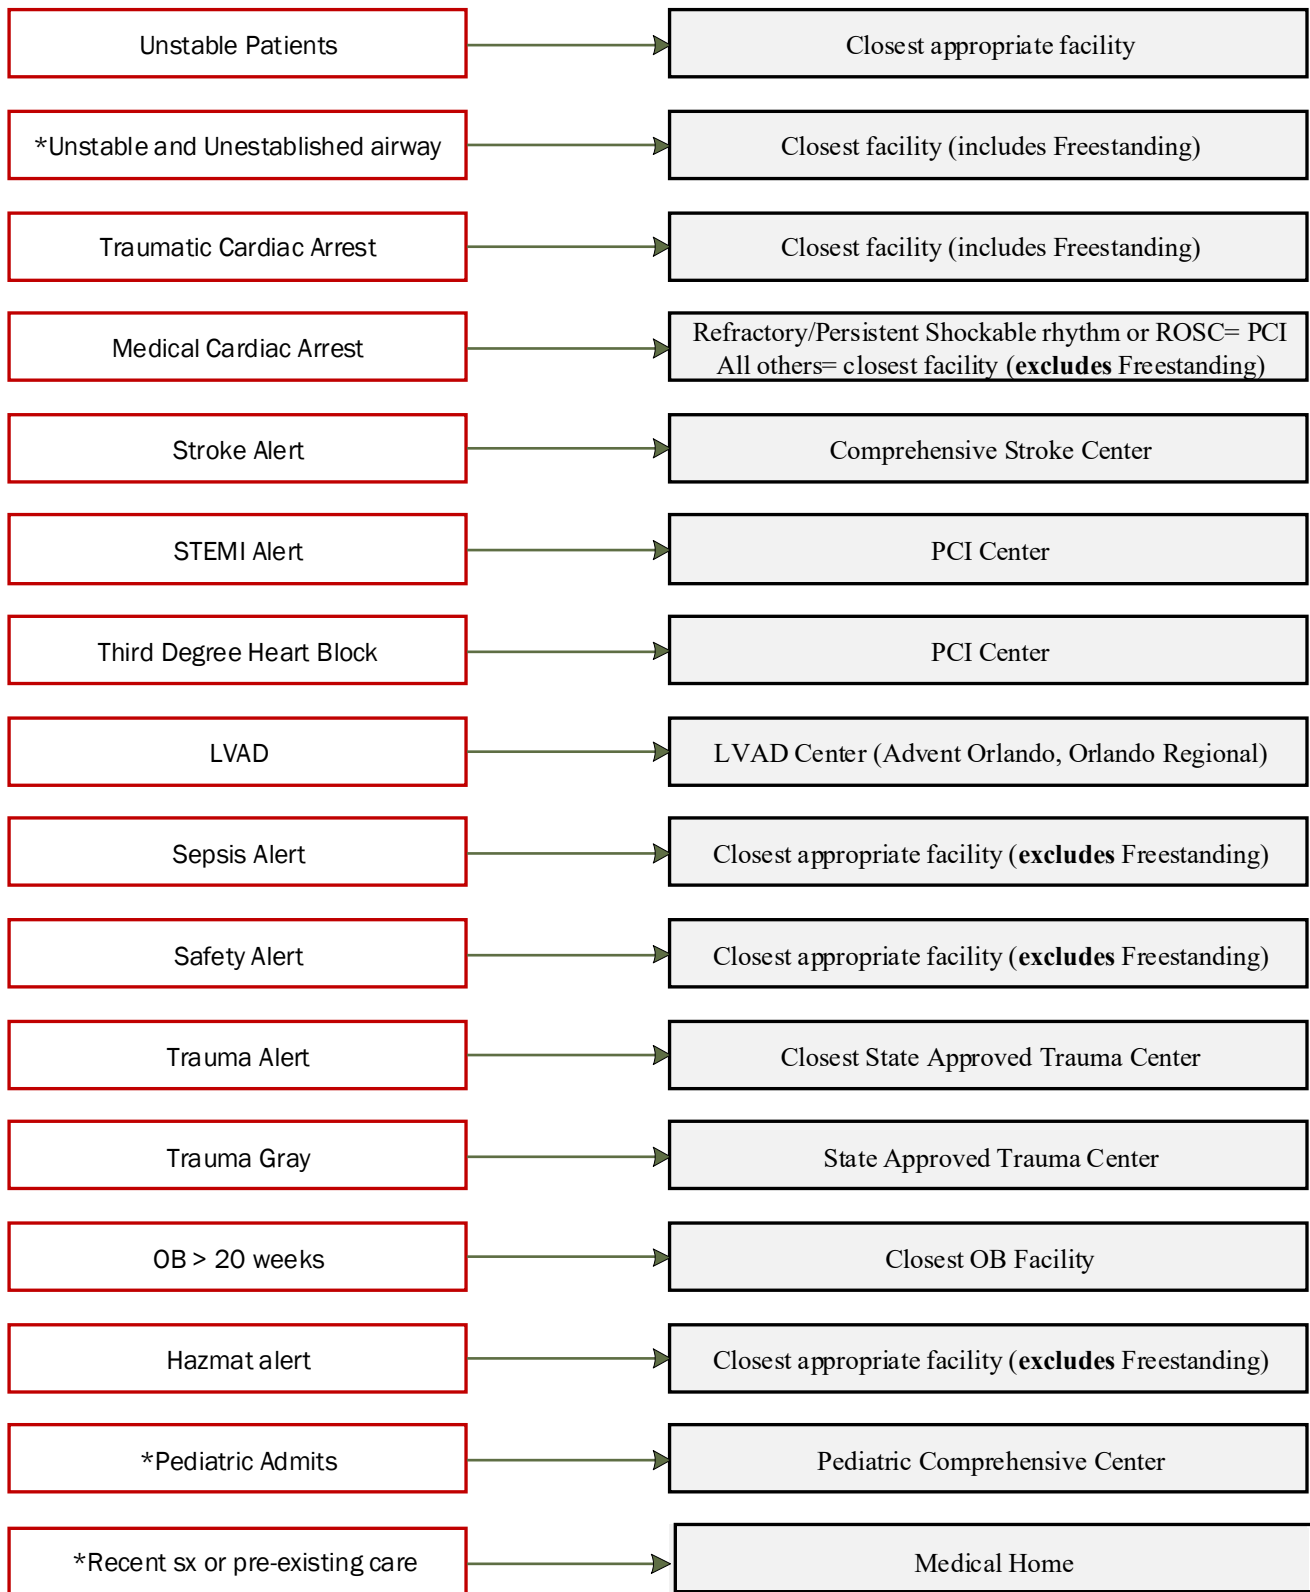 Unstable Patients
Closest appropriate facility
*Unstable and Unestablished airway
Closest facility (includes Freestanding)
Traumatic Cardiac Arrest
Closest facility (includes Freestanding)
Medical Cardiac Arrest
Refractory/Persistent Shockable rhythm or ROSC= PCI
All others= closest facility (excludes Freestanding)
Stroke Alert
Comprehensive Stroke Center
STEMI Alert
PCI Center
Third Degree Heart Block
PCI Center
LVAD
LVAD Center (Advent Orlando, Orlando Regional)
Sepsis Alert
Closest appropriate facility (excludes Freestanding)
Safety Alert
Closest appropriate facility (excludes Freestanding)
Trauma Alert
Closest State Approved Trauma Center
Trauma Gray
State Approved Trauma Center
OB > 20 weeks
Closest OB Facility
Hazmat alert
Closest appropriate facility (excludes Freestanding)
*Pediatric Admits
Pediatric Comprehensive Center
*Recent sx or pre-existing care
Medical Home